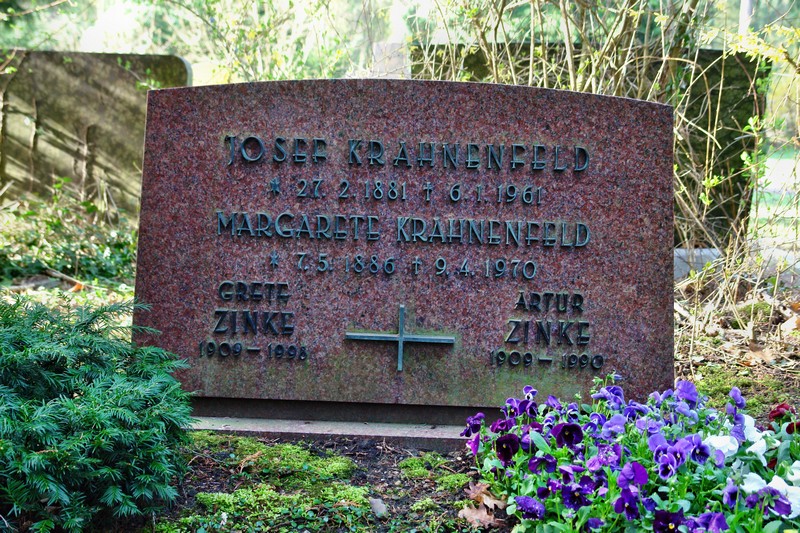 JOSEF KRÄHNENFELD
* 27. 2. 1881 † 6. 1. 1961
MARGARETE KRÄHNENFELD
* 7. 5. 1886 † 9. 4. 1970
GRETE
ZINKE
1909 – 1998
ARTUR
ZINKE
1909 – 1990